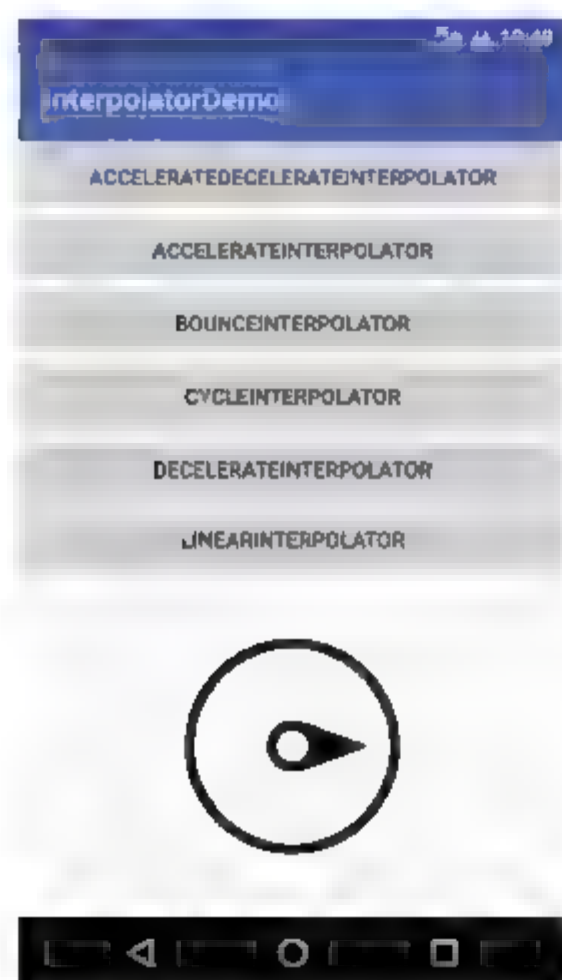 InterpolatorDemo
ACCELERATEDECELERATEINTERPOLATOR
ACCELERATEINTERPOLATOR
BOUNCEINTERPOLATOR
CYCLEINTERPOLATOR
DECELERATEINTERPOLATOR
LINEARINTERPOLATOR